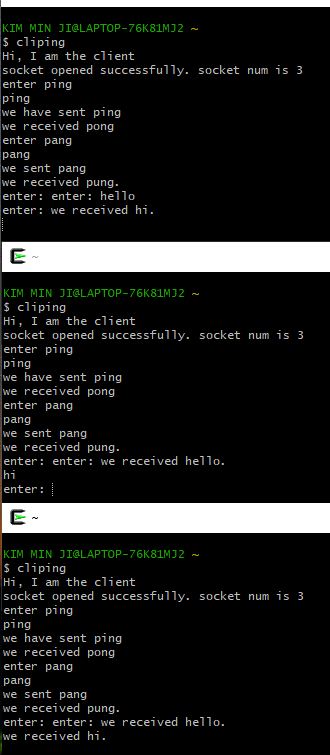 KIM MIN JI@LAPTOP-76K81MJ2 ~
$ cliping
Hi, I am the client
socket opened successfully. socket num is 3
enter ping
ping
we have sent ping
we received pong
enter pang
pang
we sent pang
we received pung.
enter: enter: hello
enter: we received hi.
~
KIM MIN JI@LAPTOP-76K81MJ2 ~
$ cliping
Hi, I am the client
socket opened successfully. socket num is 3
enter ping
ping
we have sent ping
we received pong
enter pang
pang
we sent pang
we received pung.
enter: enter: we received hello.
hi
enter:
~
KIM MIN JI@LAPTOP-76K81MJ2 ~
$ cliping
Hi, I am the client
socket opened successfully. socket num is 3
enter ping
ping
we have sent ping
we received pong
enter pang
pang
we sent pang
we received pung.
enter: enter: we received hello.
we received hi.